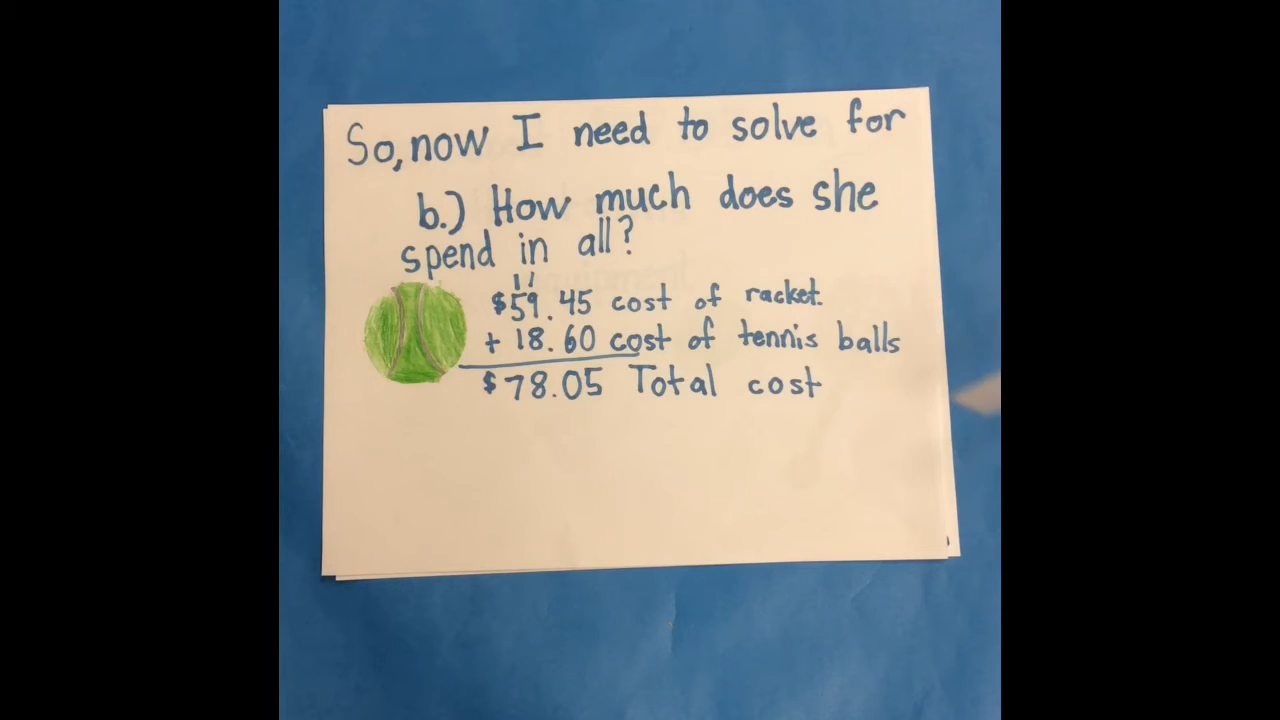 So, now I need to solve for
b.) How much does she
spend in all?
11
$59.45 cost of racket.
+ 18.60 cost of tennis balls
$78.05 Total cost